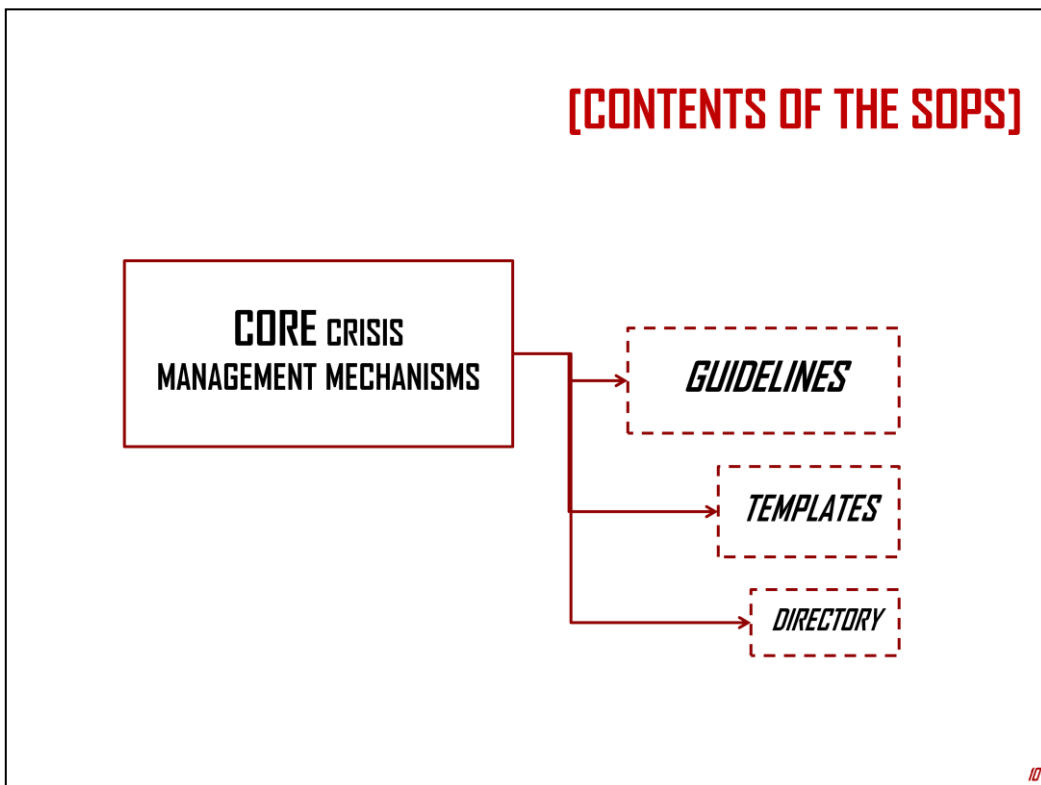 [CONTENTS OF THE SOPS]
CORE CRISIS
MANAGEMENT MECHANISMS
GUIDELINES
TEMPLATES
DIRECTORY
10